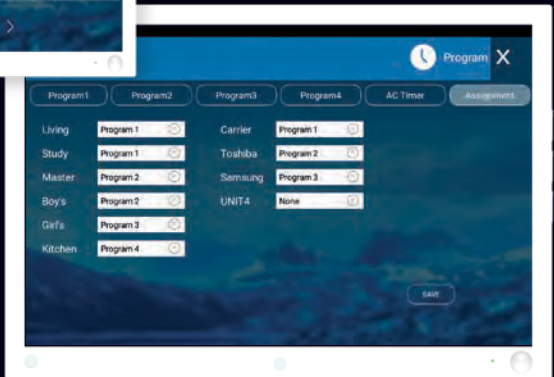 Program X
Program1 Program2 Program3 Program4 AC Timer Assignment
Living Program 1 Carrier Program 1
Study Program 1 Toshiba Program 2
Master Program 2 Samsung Program 3
Boy's Program 2 UNIT4 None
Girl's Program 3
Kitchen Program 4
SAVE